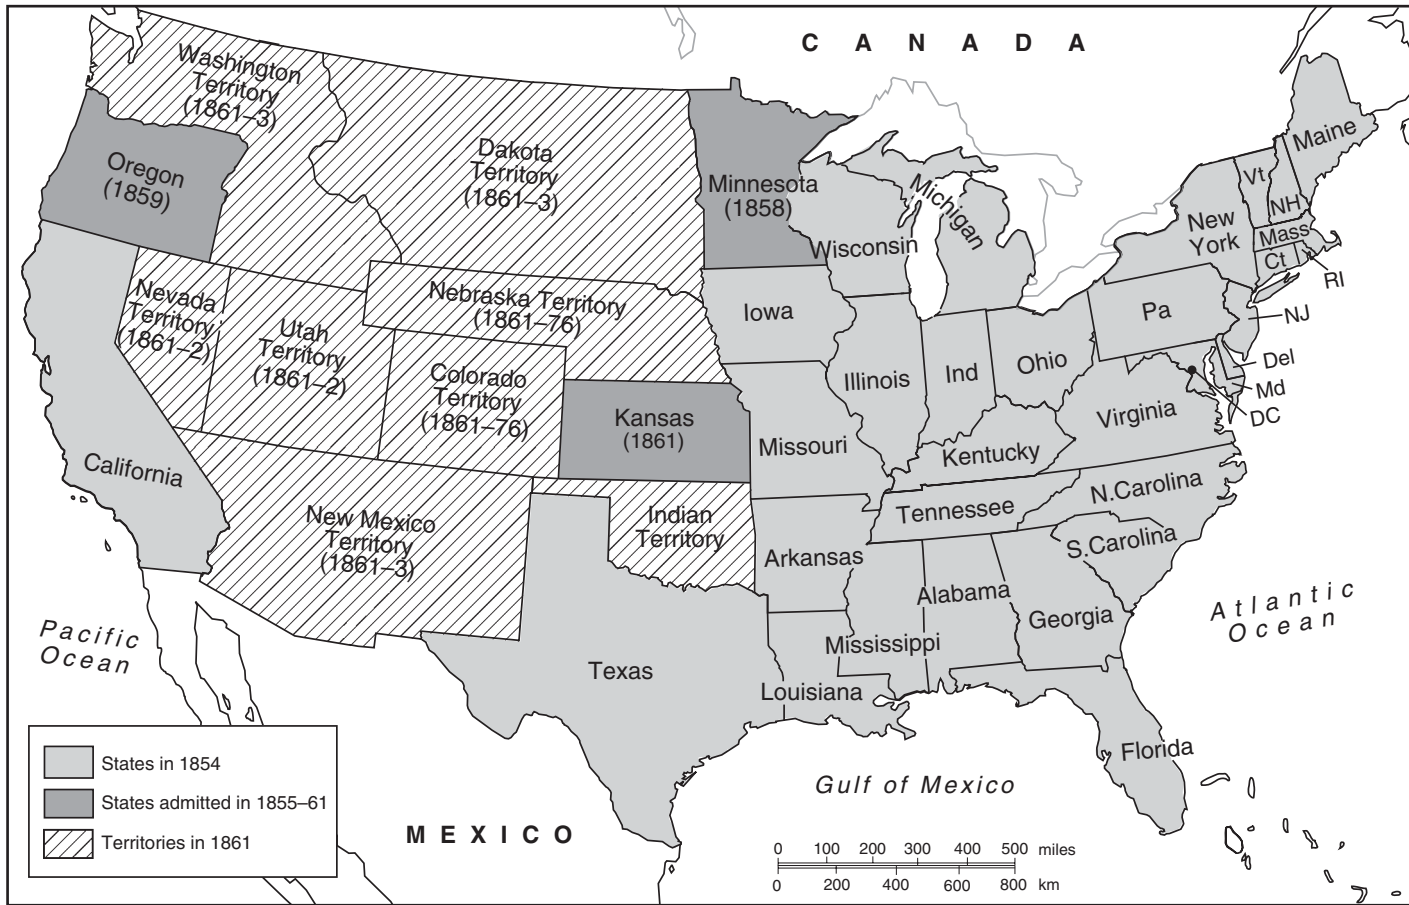 CANADA
Washington
Territory
(1861–3)
Oregon
(1859)
Dakota
Territory
(1861–3)
Minnesota
(1858)
Wisconsin
Michigan
Maine
Vt
NH
New
York
Mass
Ct
RI
Nevada
Territory
(1861–2)
Utah
Territory
(1861–2)
Nebraska Territory
(1861–76)
Colorado
Territory
(1861–76)
Iowa
Illinois
Ind
Ohio
Pa
NJ
Del
Md
DC
Kansas
(1861)
Missouri
Kentucky
Virginia
California
New Mexico
Territory
(1861–3)
Indian
Territory
Arkansas
Tennessee
N.Carolina
S.Carolina
Mississippi
Alabama
Georgia
Texas
Louisiana
Florida
Pacific
Ocean
Atlantic
Ocean
Gulf of Mexico
MEXICO
States in 1854
States admitted in 1855–61
Territories in 1861
0 100 200 300 400 500 miles
0 200 400 600 800 km